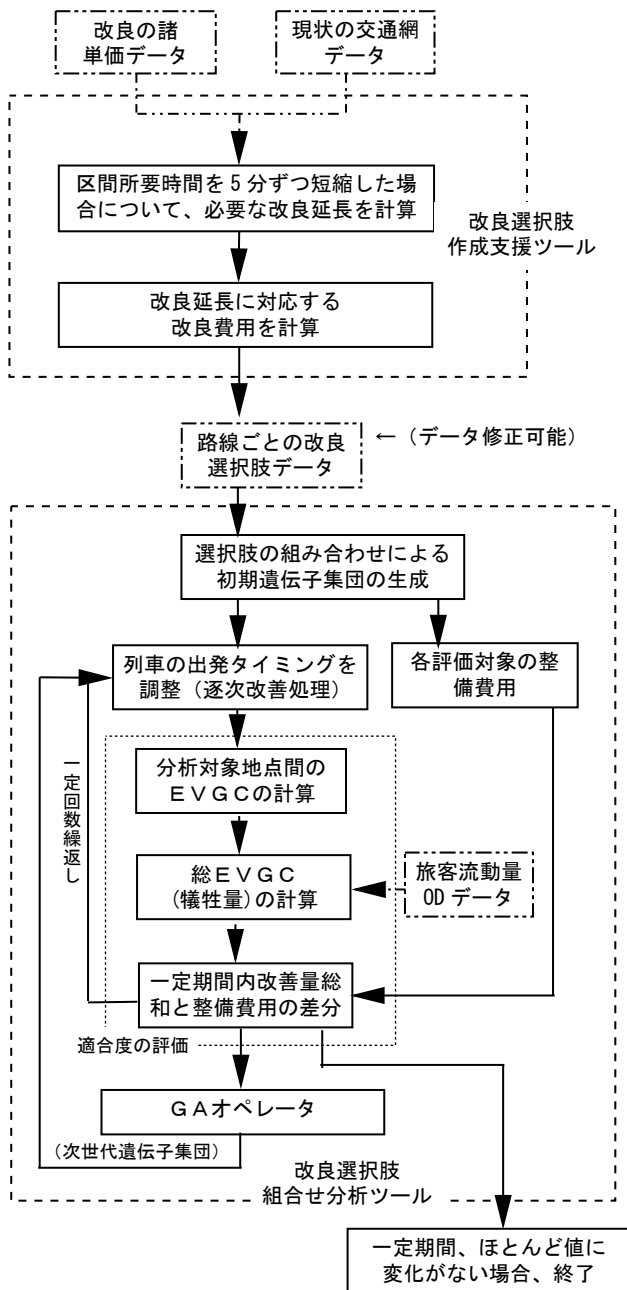 改良の諸
単価データ
現状の交通網
データ
区間所要時間を5分ずつ短縮した場
合について、必要な改良延長を計算
改良選択肢
作成支援ツール
改良延長に対応する
改良費用を計算
路線ごとの改良
選択肢データ
←（データ修正可能）
選択肢の組み合わせによる
初期遺伝子集団の生成
列車の出発タイミングを
調整（逐次改善処理）
各評価対象の整
備費用
一定回数繰返し
分析対象地点間の
ＥＶＧＣの計算
総ＥＶＧＣ
(犠牲量)の計算
旅客流動量
OD データ
一定期間内改善量総
和と整備費用の差分
適合度の評価
ＧＡオペレータ
(次世代遺伝子集団)
改良選択肢
組合せ分析ツール
一定期間、ほとんど値に
変化がない場合、終了